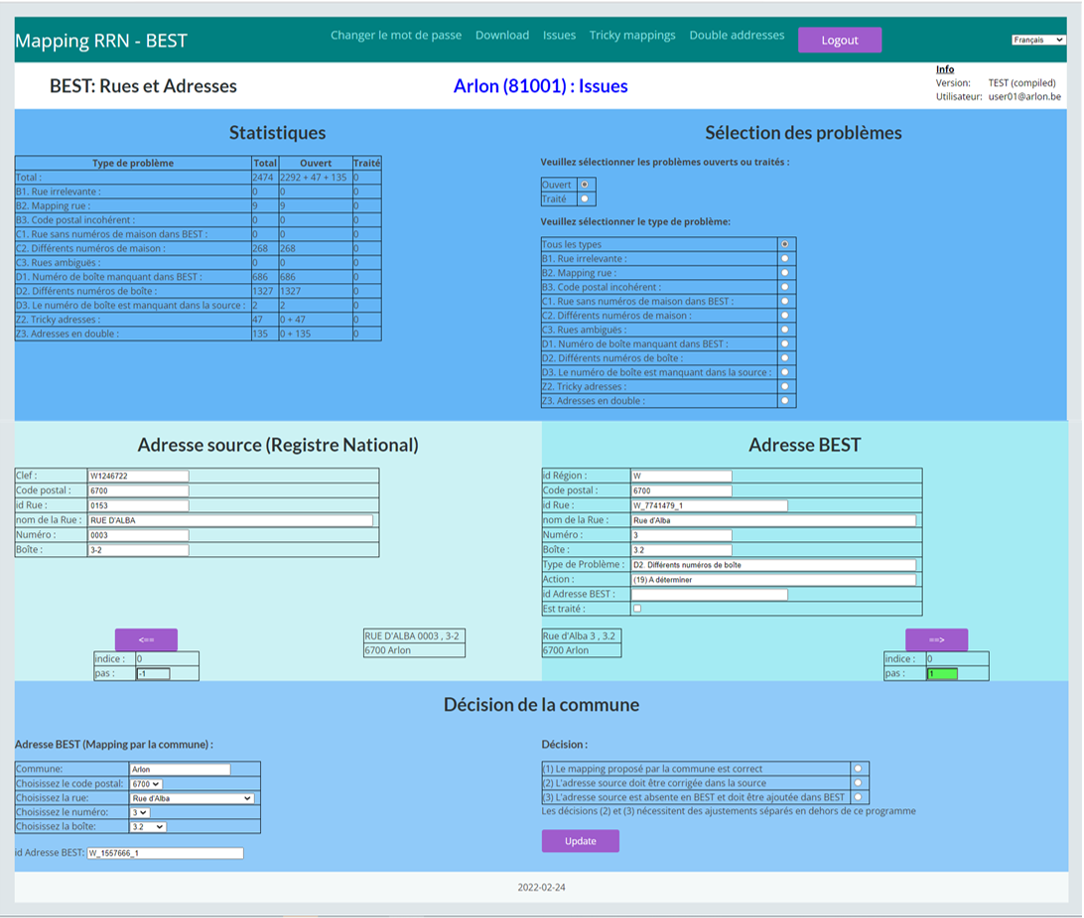 Mapping RRN - BEST
Changer le mot de passe Download Issues Tricky mappings Double addresses Logout
Français
BEST: Rues et Adresses
Arlon (81001) : Issues
Info
Version: TEST (compiled)
Utilisateur: user01@arlon.be
Statistiques
Type de problème Total Ouvert Traité
Total : 2474 2292 + 47 + 135 0
B1. Rue irrelevante : 0 0 0
B2. Mapping rue : 9 9 0
B3. Code postal incohérent : 0 0 0
C1. Rue sans numéros de maison dans BEST : 0 0 0
C2. Différents numéros de maison : 268 268 0
C3. Rues ambiguës : 0 0 0
D1. Numéro de boîte manquant dans BEST : 686 686 0
D2. Différents numéros de boîte : 1327 1327 0
D3. Le numéro de boîte est manquant dans la source : 2 2 0
Z2. Tricky adresses : 47 0 + 47 0
Z3. Adresses en double : 135 0 + 135 0
Sélection des problèmes
Veuillez sélectionner les problèmes ouverts ou traités :
Ouvert
Traité
Veuillez sélectionner le type de problème:
Tous les types
B1. Rue irrelevante :
B2. Mapping rue :
B3. Code postal incohérent :
C1. Rue sans numéros de maison dans BEST :
C2. Différents numéros de maison :
C3. Rues ambiguës :
D1. Numéro de boîte manquant dans BEST :
D2. Différents numéros de boîte :
D3. Le numéro de boîte est manquant dans la source :
Z2. Tricky adresses :
Z3. Adresses en double :
Adresse source (Registre National)
Clef : W1246722
Code postal : 6700
id Rue : 0153
nom de la Rue : RUE D'ALBA
Numéro : 0003
Boîte : 3-2
<==
indice : 0
pas : -1
RUE D'ALBA 0003 , 3-2
6700 Arlon
Adresse BEST
id Région : W
Code postal : 6700
id Rue : W_7741479_1
nom de la Rue : Rue d'Alba
Numéro : 3
Boîte : 3.2
Type de Problème : D2. Différents numéros de boîte
Action : (19) A déterminer
id Adresse BEST :
Est traité :
Rue d'Alba 3 , 3.2
6700 Arlon
==>
indice : 0
pas : 1
Décision de la commune
Adresse BEST (Mapping par la commune) :
Commune: Arlon
Choisissez le code postal: 6700
Choisissez la rue: Rue d'Alba
Choisissez le numéro: 3
Choisissez la boîte: 3.2
id Adresse BEST: W_1557666_1
Décision :
(1) Le mapping proposé par la commune est correct
(2) L'adresse source doit être corrigée dans la source
(3) L'adresse source est absente en BEST et doit être ajoutée dans BEST
Les décisions (2) et (3) nécessitent des ajustements séparés en dehors de ce programme
Update
2022-02-24